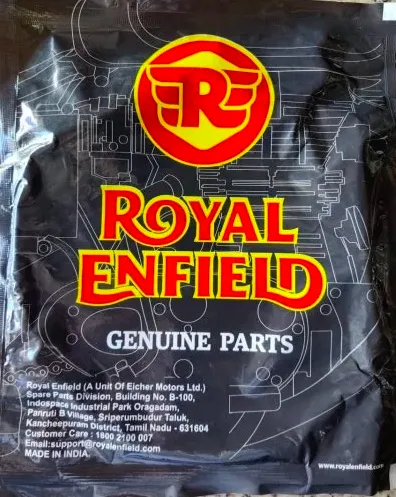 R
ROYAL
ENFIELD
GENUINE PARTS
Royal Enfield (A Unit Of Eicher Motors Ltd.)
Spare Parts Division, Building No. B-100,
Indospace Industrial Park Oragadam,
Panruti B Village, Sriperumbudur Taluk,
Kancheepuram District, Tamil Nadu - 631604
Customer Care : 1800 2100 007
Email:support@royalenfield.com
MADE IN INDIA.
www.royalenfield.com